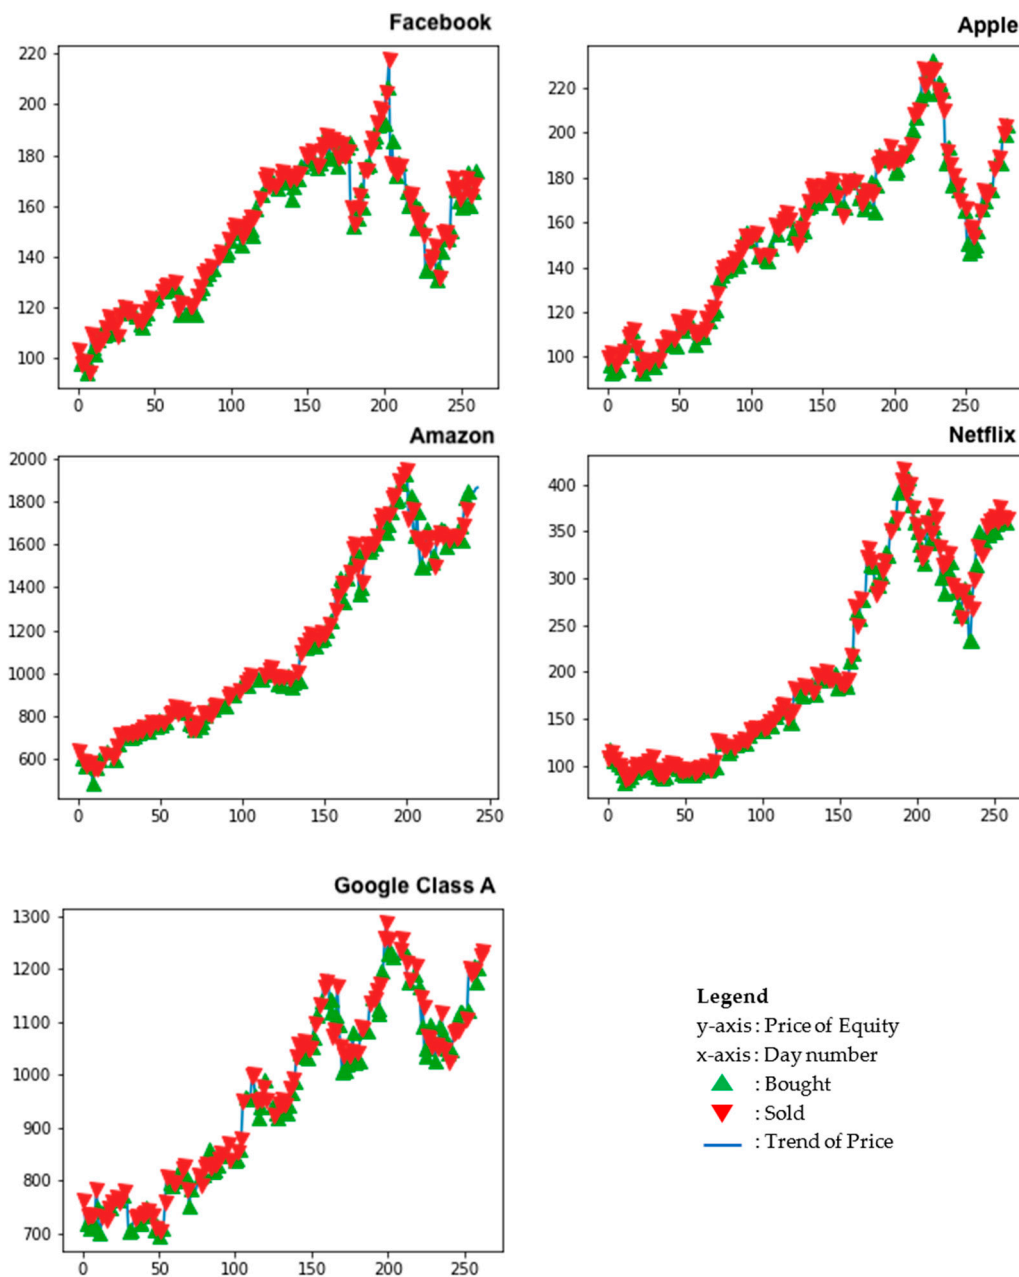 Facebook
220
200
180
160
140
120
100
0 50 100 150 200 250
Apple
220
200
180
160
140
120
100
0 50 100 150 200 250
Amazon
2000
1800
1600
1400
1200
1000
800
600
0 50 100 150 200 250
Netflix
400
350
300
250
200
150
100
0 50 100 150 200 250
Google Class A
1300
1200
1100
1000
900
800
700
0 50 100 150 200 250
Legend
y-axis : Price of Equity
x-axis : Day number
: Bought
: Sold
: Trend of Price